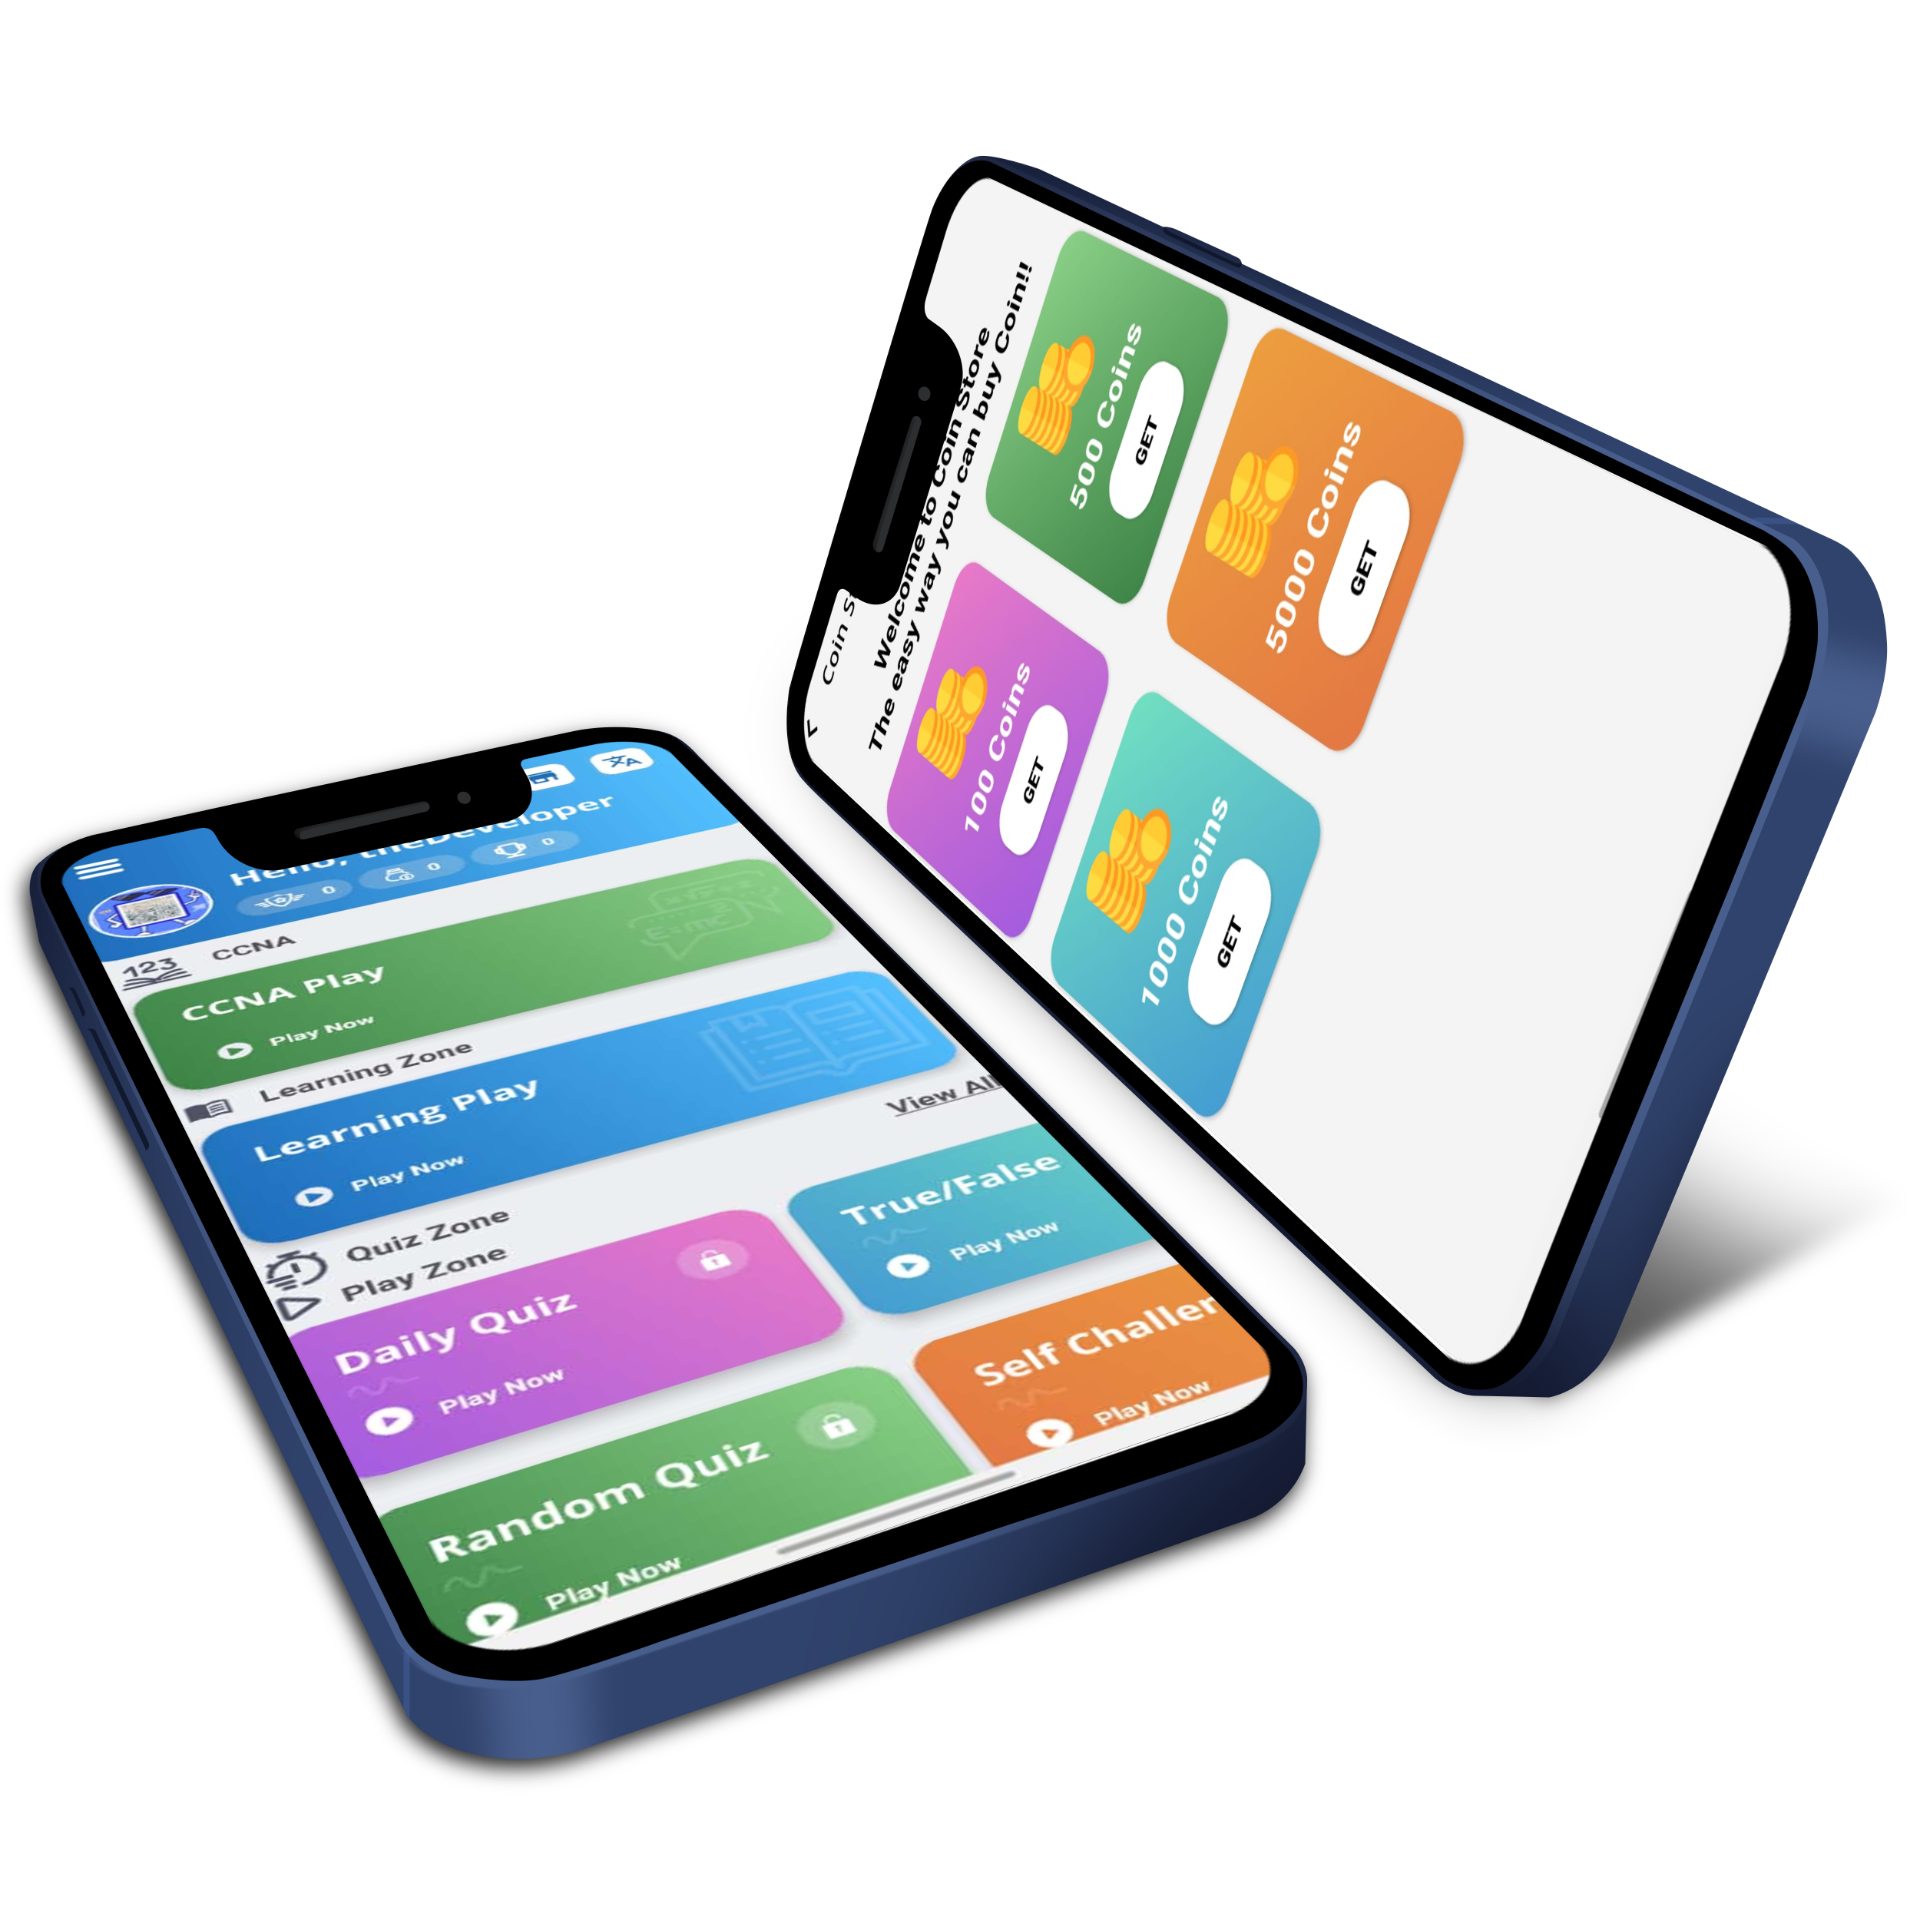 Hello, theDeveloper
0
0
0
123
CCNA
CCNA Play
E=mc
Play Now
Learning Zone
Learning Play
Play Now
View All
Quiz Zone
Play Zone
Daily Quiz
Play Now
True/False
Play Now
Random Quiz
Play Now
Self Challen
Play Now
Coin S
Welcome to Coin Store
The easy way you can buy Coin!!
100 Coins
GET
500 Coins
GET
1000 Coins
GET
5000 Coins
GET